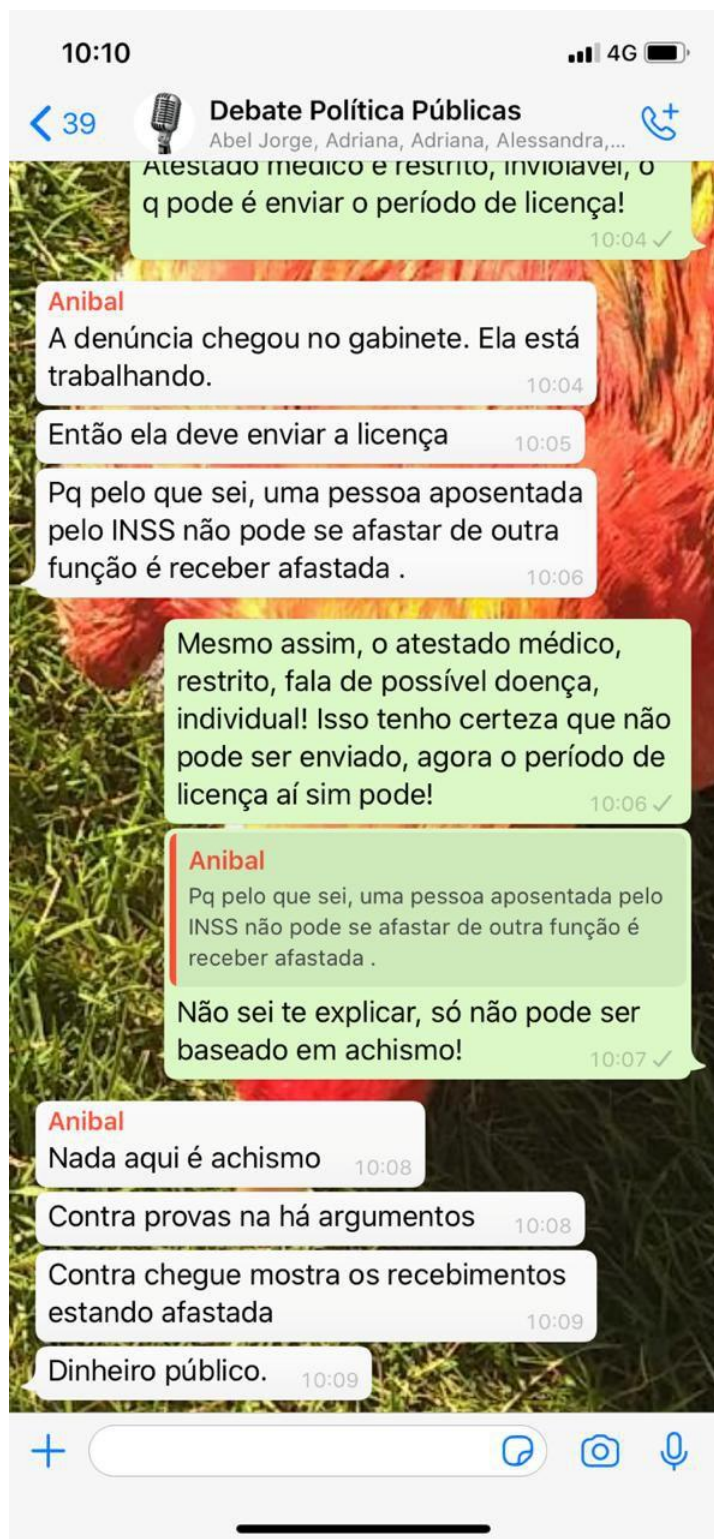 10:10
4G
39
Debate Política Públicas
Abel Jorge, Adriana, Adriana, Alessandra,...
Atestado médico é restrito, inviolável, o
q pode é enviar o período de licença!
10:04
Anibal
A denúncia chegou no gabinete. Ela está
trabalhando.
10:04
Então ela deve enviar a licença
10:05
Pq pelo que sei, uma pessoa aposentada
pelo INSS não pode se afastar de outra
função é receber afastada .
10:06
Mesmo assim, o atestado médico,
restrito, fala de possível doença,
individual! Isso tenho certeza que não
pode ser enviado, agora o período de
licença aí sim pode!
10:06
Anibal
Pq pelo que sei, uma pessoa aposentada pelo
INSS não pode se afastar de outra função é
receber afastada .
Não sei te explicar, só não pode ser
baseado em achismo!
10:07
Anibal
Nada aqui é achismo
10:08
Contra provas na há argumentos
10:08
Contra chegue mostra os recebimentos
estando afastada
10:09
Dinheiro público.
10:09